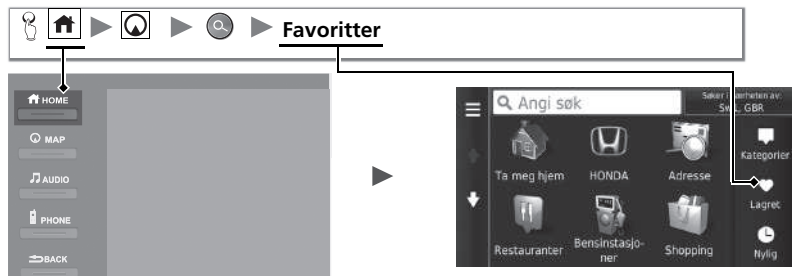 Favoritter
HOME
MAP
AUDIO
PHONE
BACK
Angi søk
Søker i nærheten av:
GBR
Ta meg hjem
HONDA
Adresse
Kategorier
Lagret
Restauranter
Bensinstasjo-
ner
Shopping
Nylig